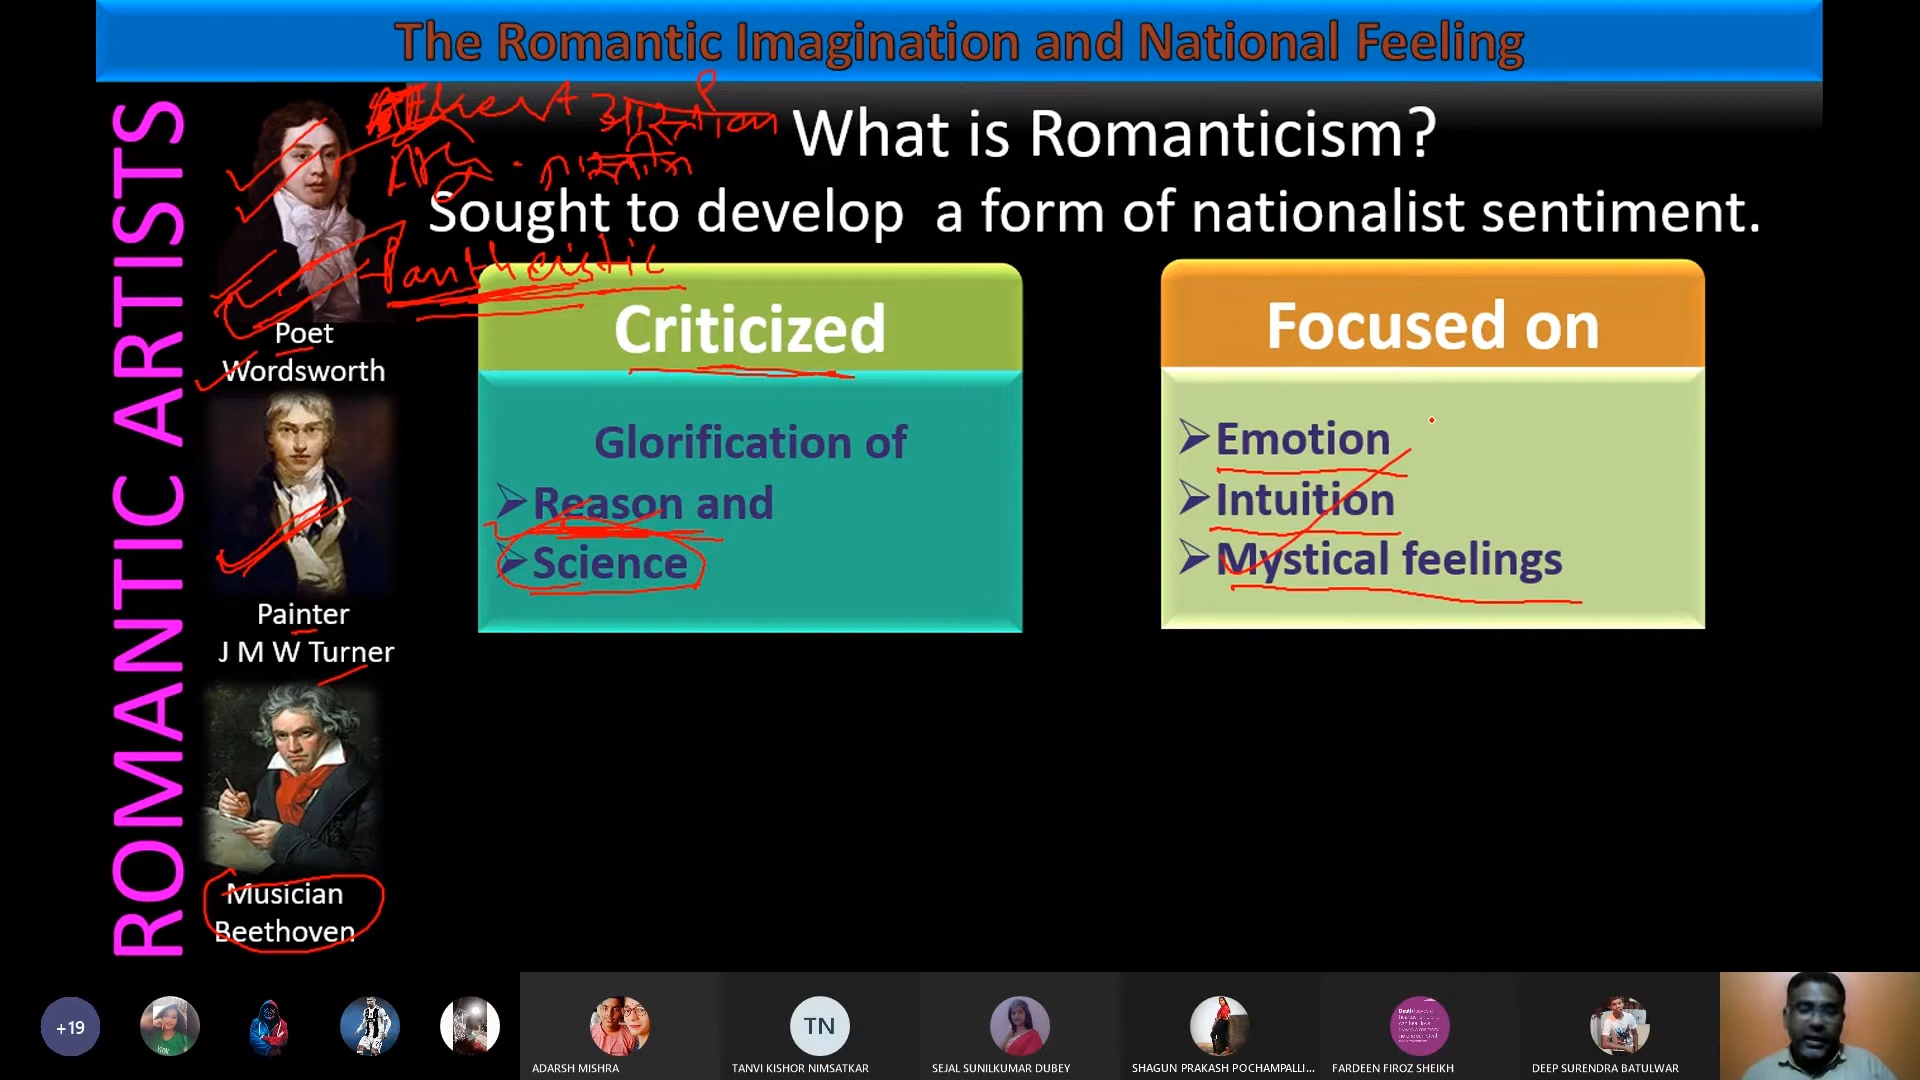 The Romantic Imagination and National Feeling
ROMANTIC ARTISTS
What is Romanticism?
Sought to develop a form of nationalist sentiment.
Pantheistic
Poet
Wordsworth
Painter
J M W Turner
Musician
Beethoven
Criticized
Glorification of
Reason and
Science
Focused on
Emotion
Intuition
Mystical feelings
+19
ADARSH MISHRA
TN
TANVI KISHOR NIMSATKAR
SEJAL SUNILKUMAR DUBEY
SHAGUN PRAKASH POCHAMPALLI...
FARDEEN FIROZ SHEIKH
DEEP SURENDRA BATULWAR